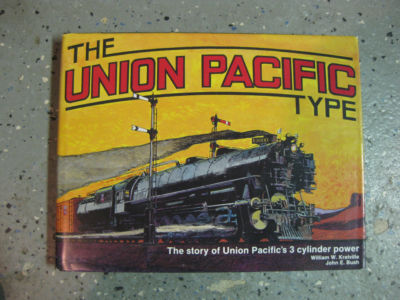 THE
UNION PACIFIC
TYPE
The story of Union Pacific's 3 cylinder power
William W. Kratville
John E. Bush